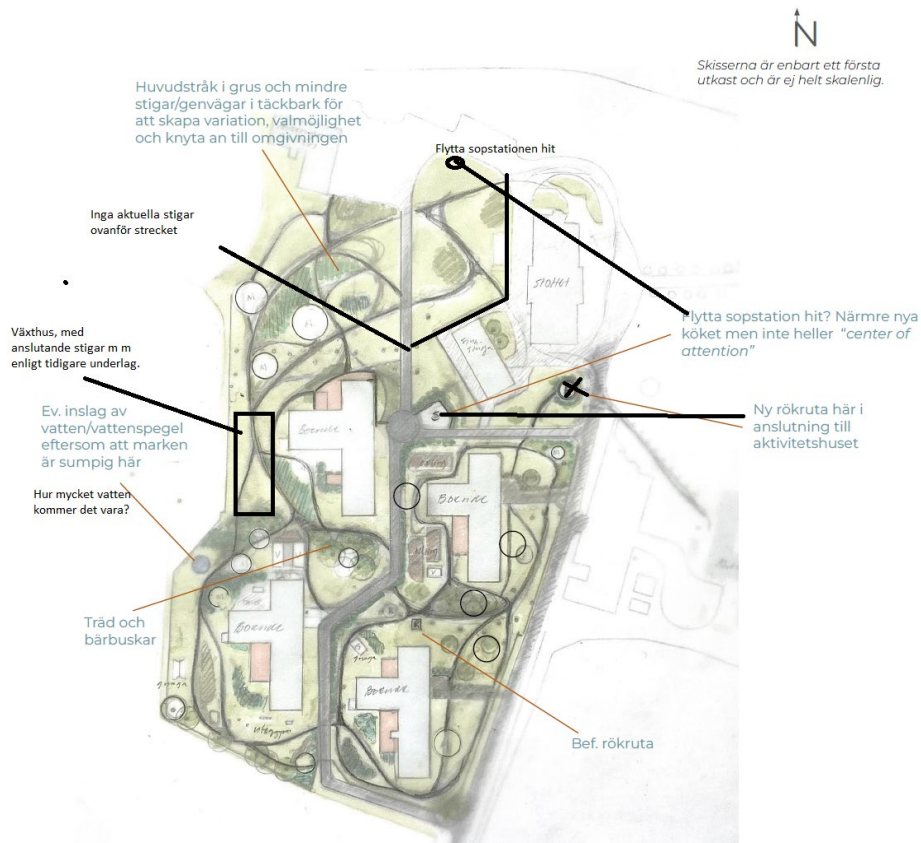 N
Skisserna är enbart ett första
utkast och är ej helt skalenlig.
Huvudstråk i grus och mindre
stigar/genvägar i täckbark för
att skapa variation, valmöjlighet
och knyta an till omgivningen
Flytta sopstationen hit
Inga aktuella stigar
ovanför strecket
Slottet
Flytta sopstation hit? Närmre nya
köket men inte heller "center of
attention"
Växthus, med
anslutande stigar m m
enligt tidigare underlag.
Ev. inslag av
vatten/vattenspegel
eftersom att marken
är sumpig här
Ny rökruta här i
anslutning till
aktivitetshuset
Hur mycket vatten
kommer det vara?
M
M
M
Boende
S
Boende
M
V
V
Boende
Träd och
bärbuskar
Boende
Bef. rökruta